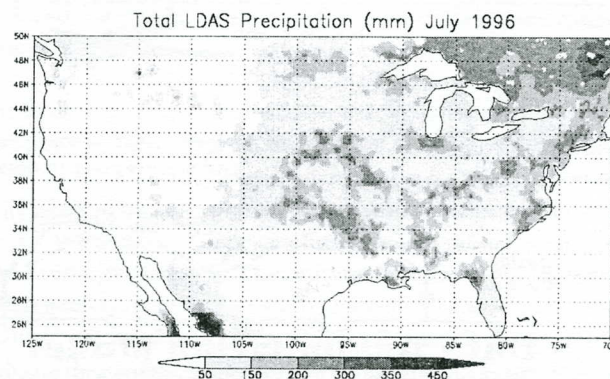 Total LDAS Precipitation (mm) July 1996
50N
48N
46N
44N
42N
40N
38N
36N
34N
32N
30N
28N
26N
125W 120W 115W 110W 105W 100W 95W 90W 85W 80W 75W 70
50 150 200 300 350 450